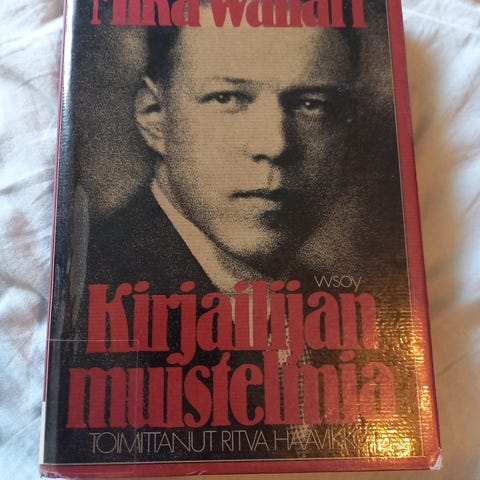 Mika Waltari
WSOY
Kirjailijan
muistelmia
TOIMITTANUT RITVA HAAVIKKO